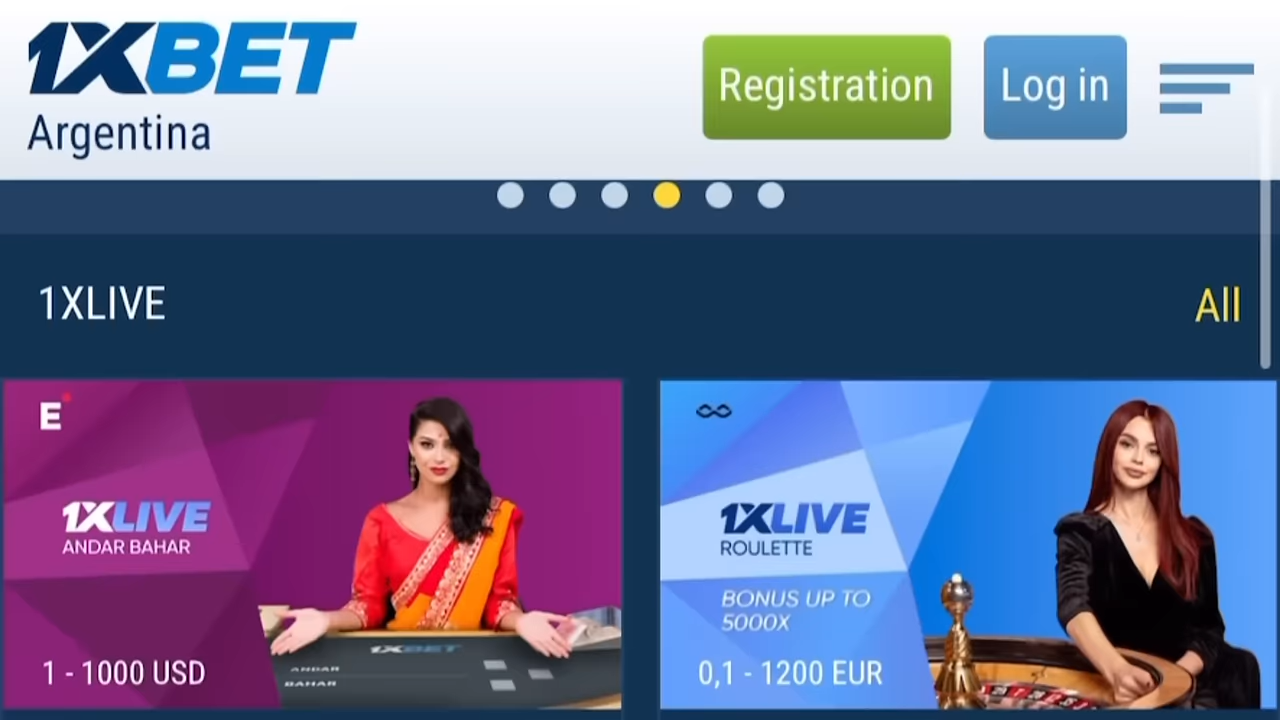 1XBET
Argentina
Registration
Log in
1XLIVE
All
E
1XLIVE
ANDAR BAHAR
1 - 1000 USD
1XBET
ANDAR
BAHAR
1XLIVE
ROULETTE
BONUS UP TO
5000X
0,1 - 1200 EUR